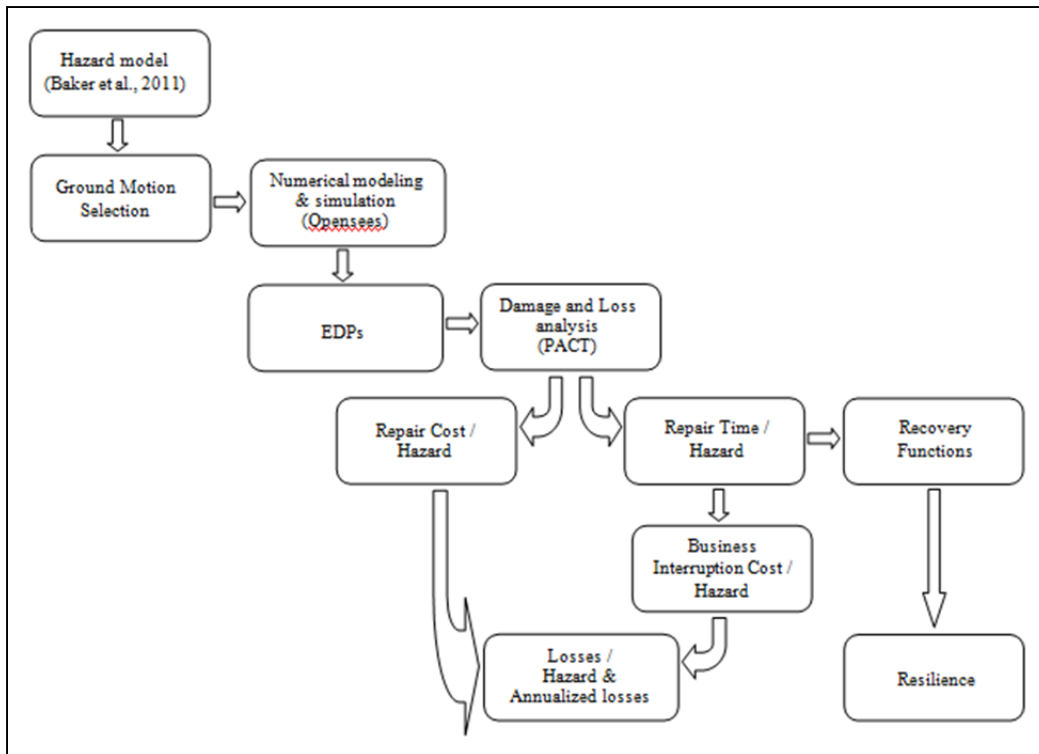 Hazard model
(Baker et al., 2011)
Ground Motion
Selection
Numerical modeling
& simulation
(Opensees)
EDPs
Damage and Loss
analysis
(PACT)
Repair Cost /
Hazard
Repair Time /
Hazard
Recovery
Functions
Business
Interruption Cost /
Hazard
Losses /
Hazard &
Annualized losses
Resilience